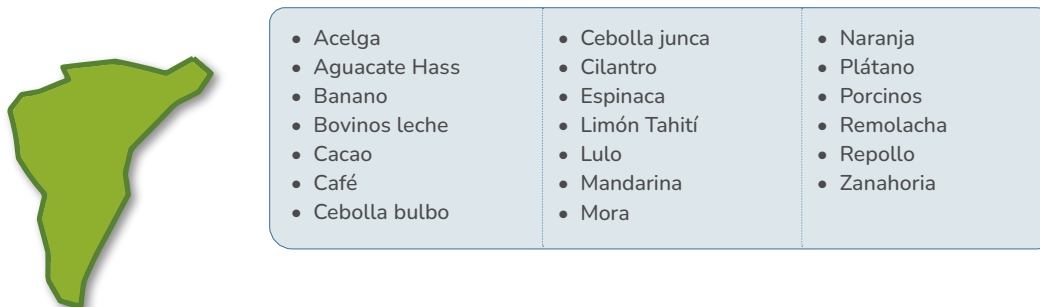 • Acelga
• Aguacate Hass
• Banano
• Bovinos leche
• Cacao
• Café
• Cebolla bulbo
• Cebolla junca
• Cilantro
• Espinaca
• Limón Tahití
• Lulo
• Mandarina
• Mora
• Naranja
• Plátano
• Porcinos
• Remolacha
• Repollo
• Zanahoria